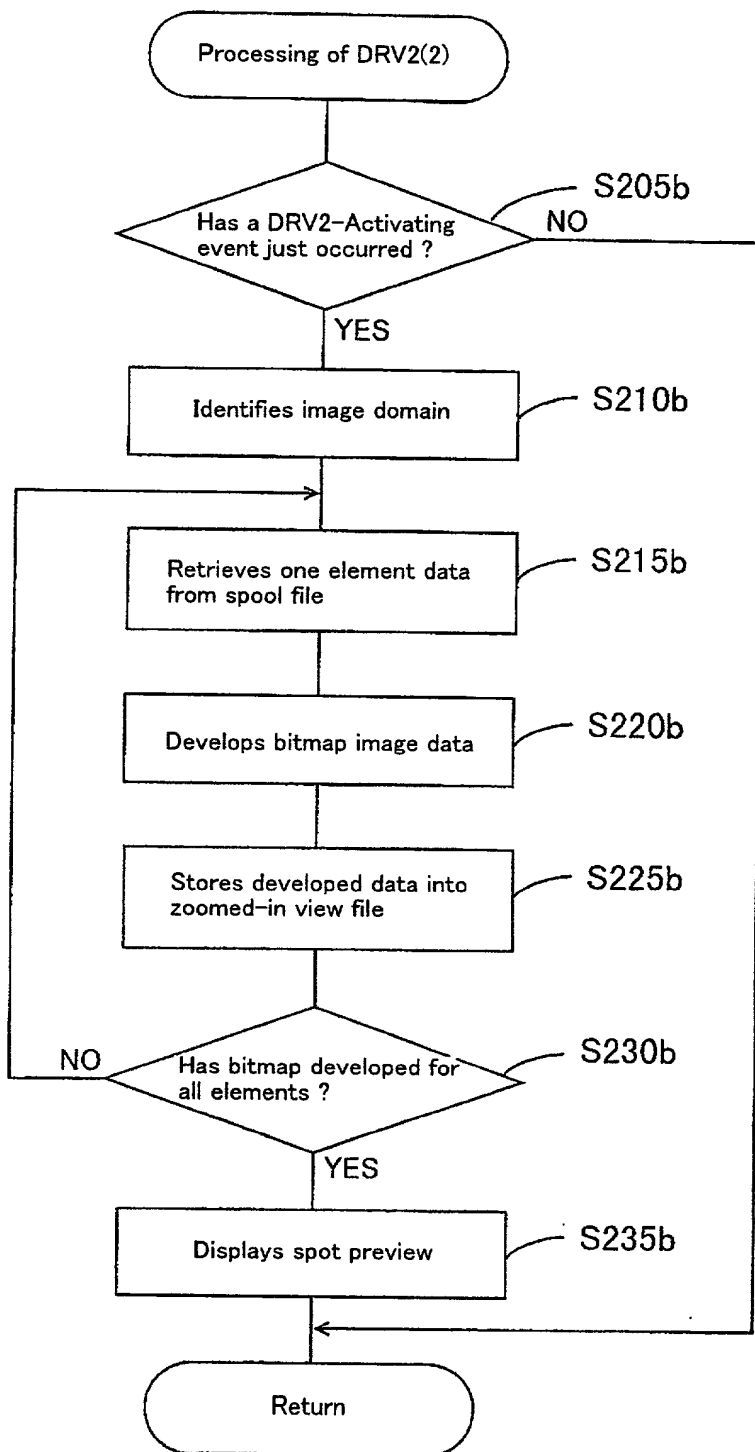 Processing of DRV2(2)
S205b
Has a DRV2-Activating
event just occurred ?
NO
YES
Identifies image domain
S210b
Retrieves one element data
from spool file
S215b
Develops bitmap image data
S220b
Stores developed data into
zoomed-in view file
S225b
NO
Has bitmap developed for
all elements ?
S230b
YES
Displays spot preview
S235b
Return